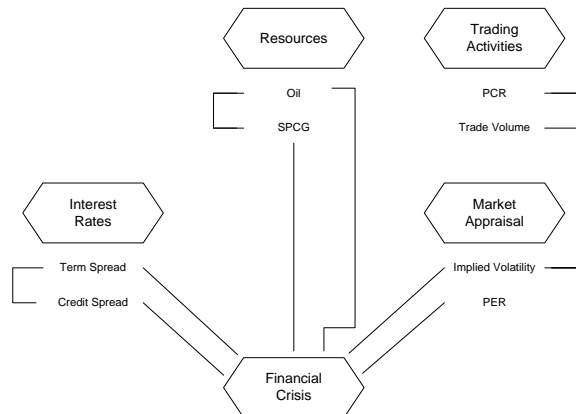 Resources
Trading
Activities
Oil
SPCG
PCR
Trade Volume
Interest
Rates
Market
Appraisal
Term Spread
Credit Spread
Implied Volatility
PER
Financial
Crisis